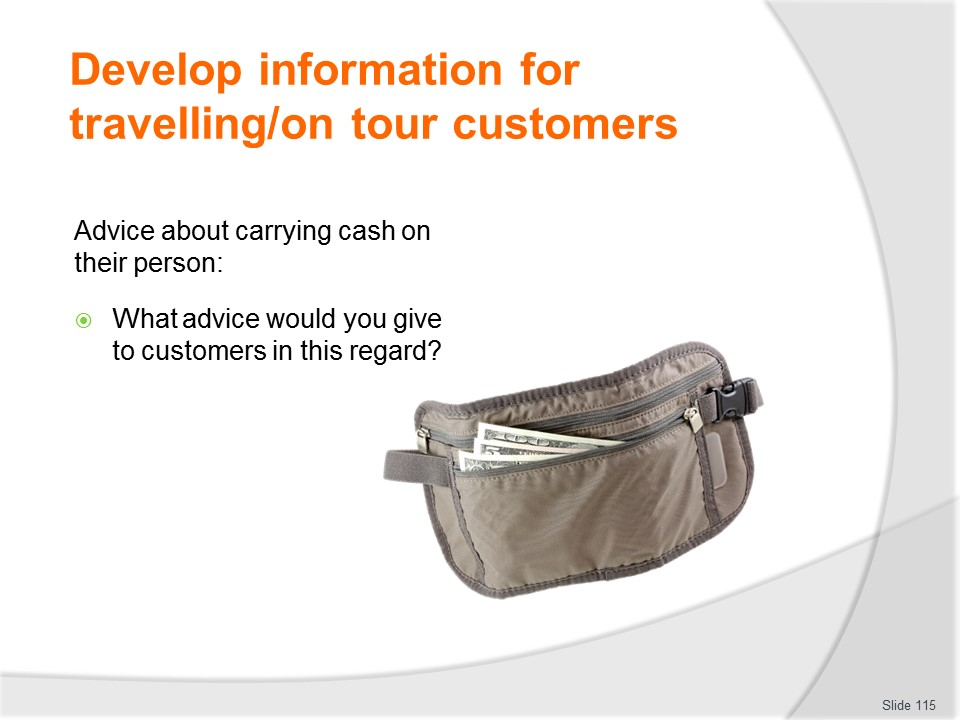 Develop information for
travelling/on tour customers
Advice about carrying cash on
their person:
What advice would you give
to customers in this regard?
Slide 115